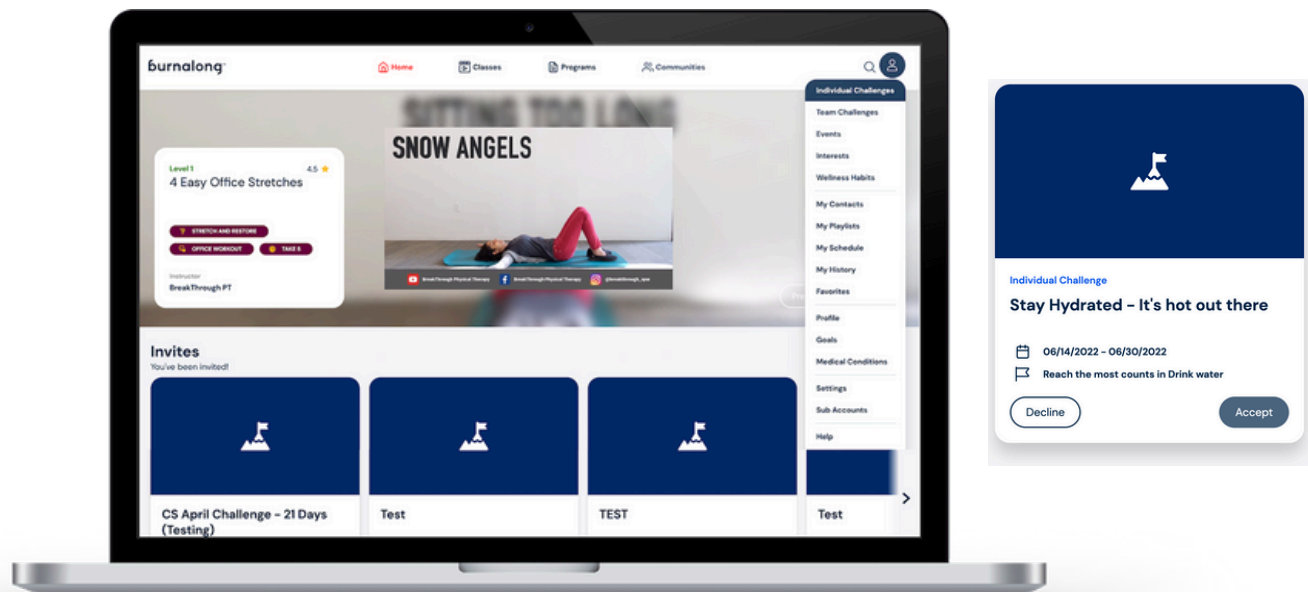 burnalong
Home
Classes
Programs
Communities
SITTING TOO LONG
SNOW ANGELS
Level 1
4.5
4 Easy Office Stretches
STRETCH AND RESTORE
OFFICE WORKOUT
TAKE 5
Instructor
BreakThrough PT
BreakThrough Physical Therapy
BreakThrough Physical Therapy
Individual Challenges
Team Challenges
Events
Interests
Wellness Habits
My Contacts
My Playlists
My Schedule
My History
Favorites
Profile
Goals
Medical Conditions
Settings
Sub Accounts
Help
Invites
You've been invited!
CS April Challenge - 21 Days
(Testing)
Test
TEST
Test
Individual Challenge
Stay Hydrated - It's hot out there
06/14/2022 - 06/30/2022
Reach the most counts in Drink water
Decline
Accept